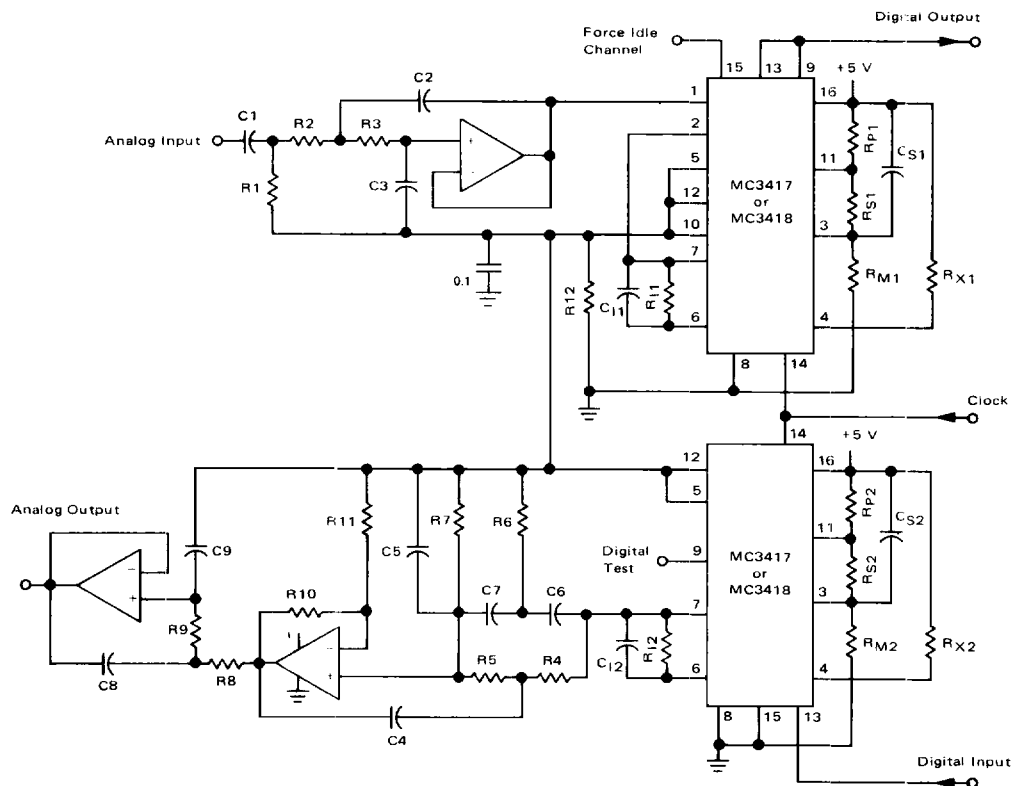 Digital Output
Force Idle
Channel
15
13
9
+5 V
C2
1
16
C1
2
RP1
CS1
Analog Input
R2
R3
+
-
5
11
MC3417
or
MC3418
R1
C3
12
RS1
10
3
7
0.1
R12
CI1
RI1
RM1
RX1
6
4
8
14
Clock
14
+5 V
12
16
Analog Output
R11
R7
R6
5
RP2
CS2
C9
C5
11
-
+
Digital
Test
9
MC3417
or
MC3418
RS2
R10
C7
C6
7
3
R9
CI2
RI2
RM2
RX2
-
+
R5
R4
R8
6
4
C8
C4
8
15
13
Digital Input